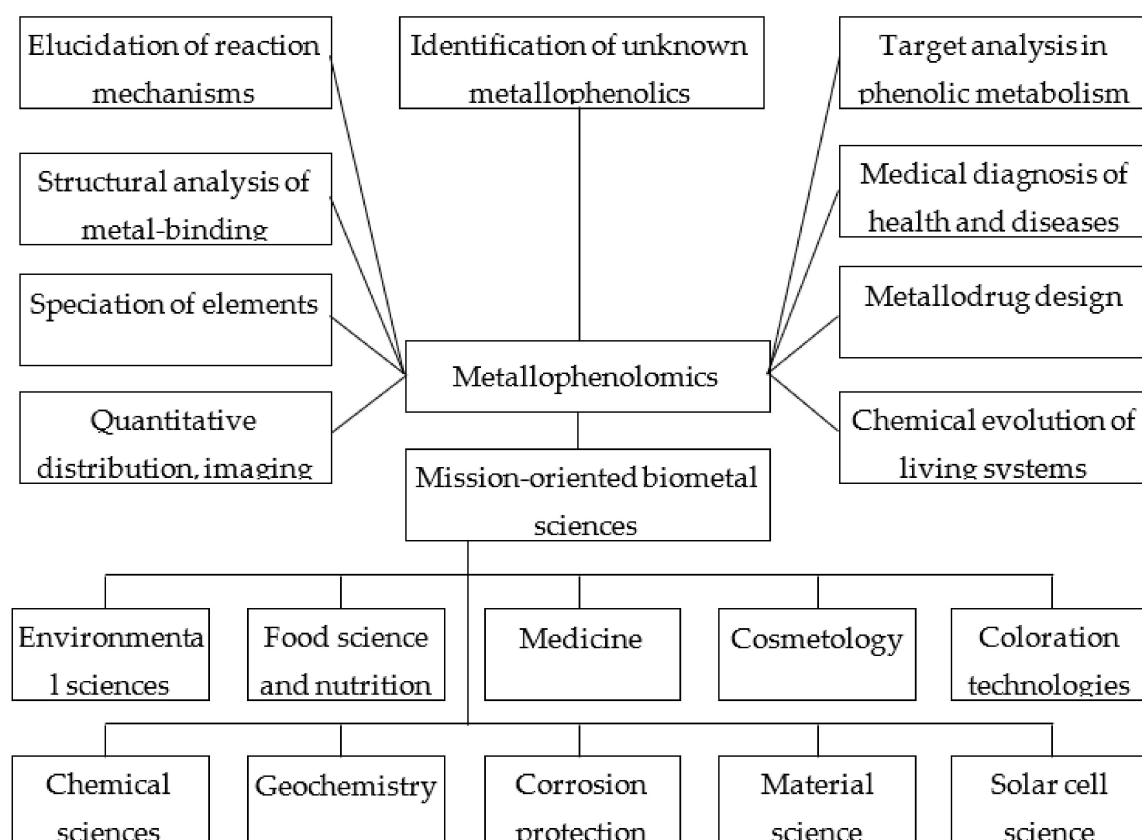 Elucidation of reaction
mechanisms
Identification of unknown
metallophenolics
Target analysis in
phenolic metabolism
Structural analysis of
metal-binding
Medical diagnosis of
health and diseases
Speciation of elements
Metallodrug design
Metallophenolomics
Quantitative
distribution, imaging
Chemical evolution of
living systems
Mission-oriented biometal
sciences
Environmenta
l sciences
Food science
and nutrition
Medicine
Cosmetology
Coloration
technologies
Chemical
sciences
Geochemistry
Corrosion
protection
Material
science
Solar cell
science